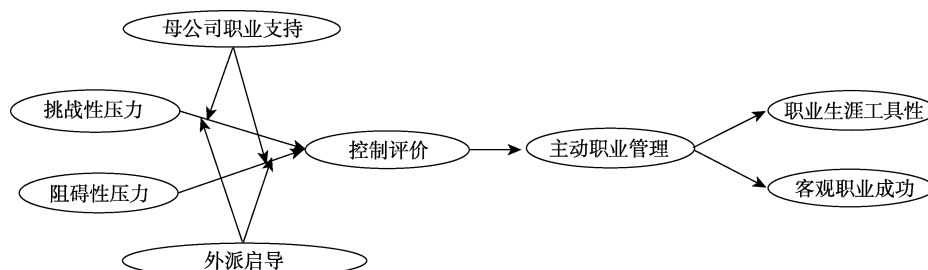 母公司职业支持
挑战性压力
职业生涯工具性
控制评价
主动职业管理
阻碍性压力
客观职业成功
外派启导